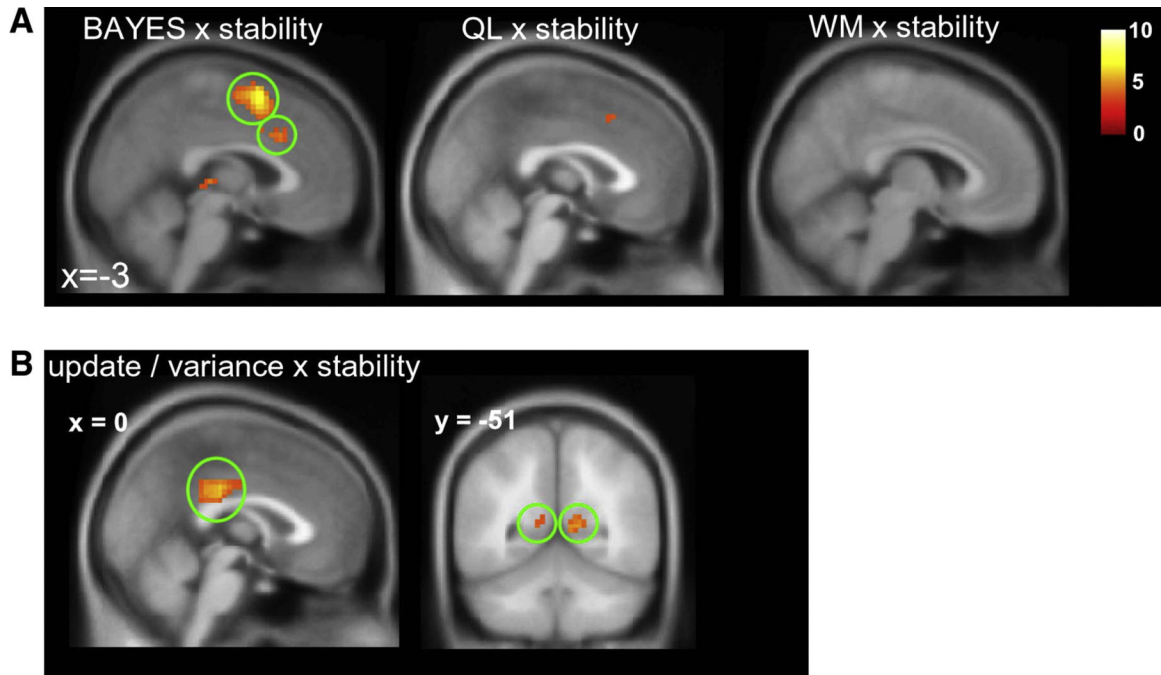 A
BAYES x stability
QL x stability
WM x stability
10
5
0
x=-3
B
update / variance x stability
x = 0
y = -51